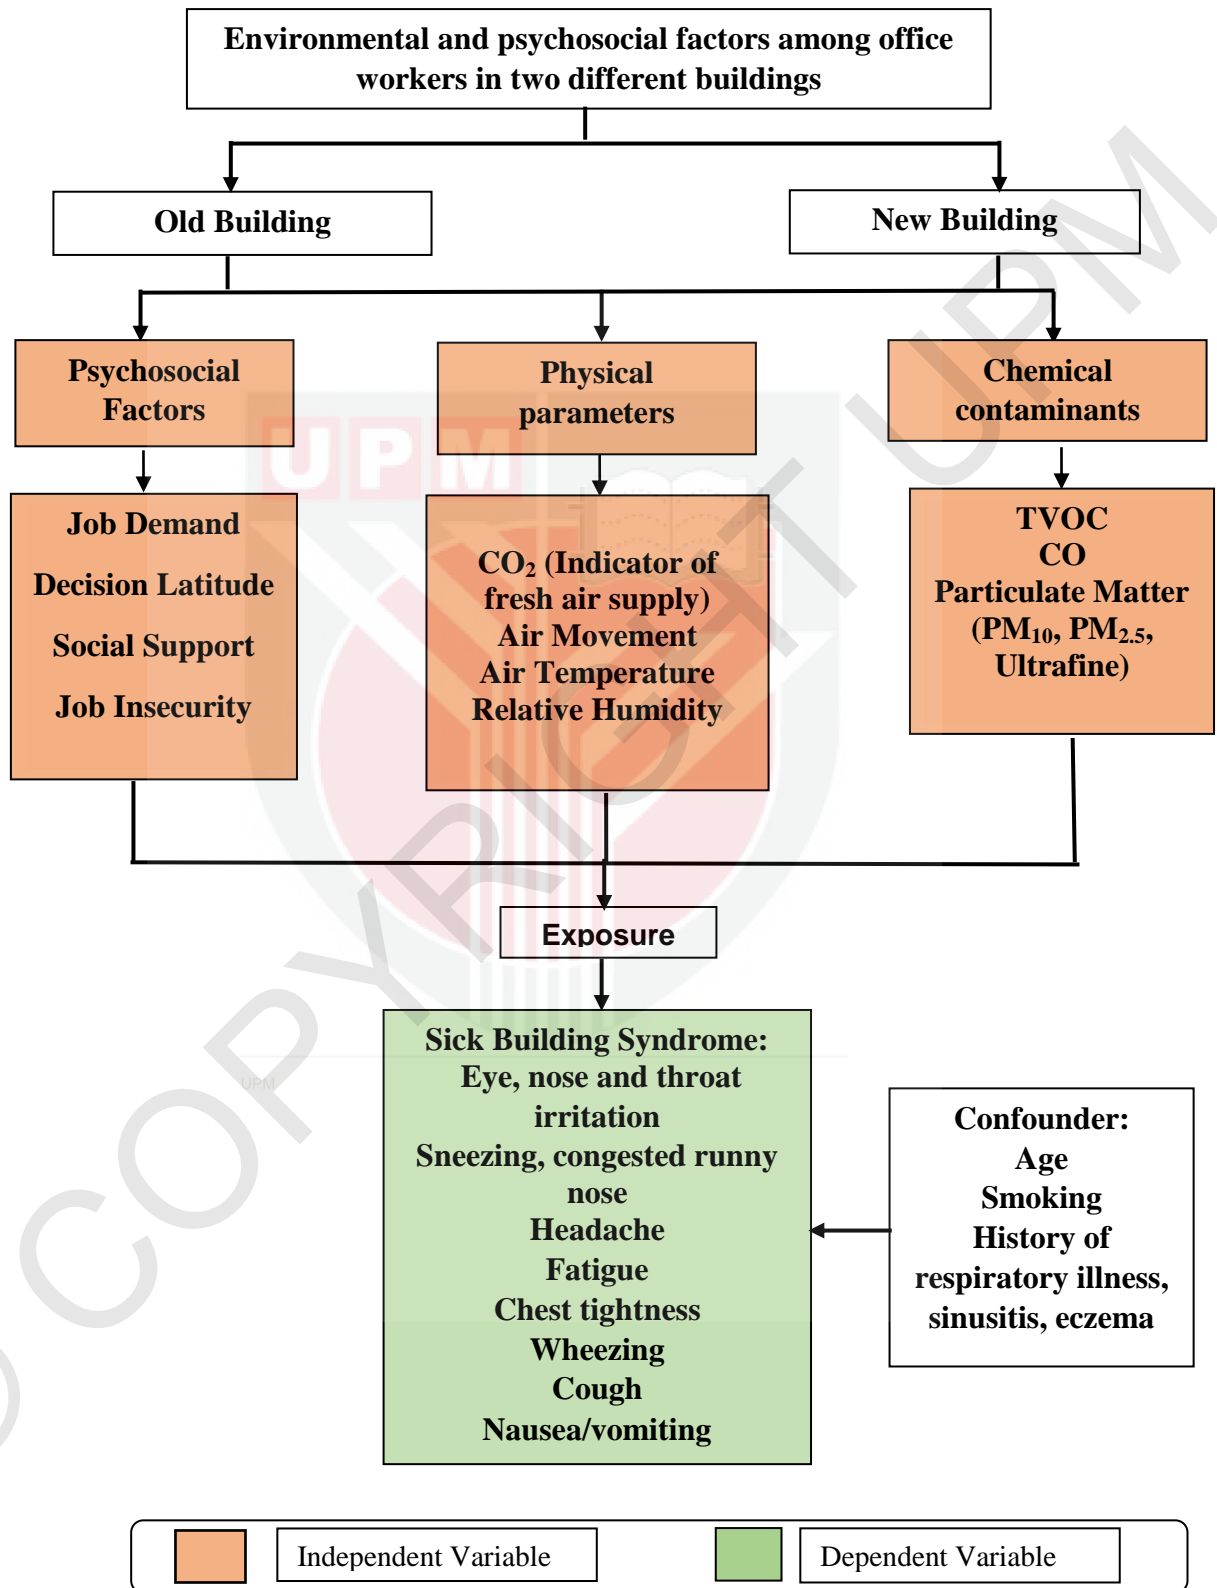 Environmental and psychosocial factors among office
workers in two different buildings
Old Building
New Building
Psychosocial
Factors
Physical
parameters
Chemical
contaminants
Job Demand
Decision Latitude
Social Support
Job Insecurity
CO₂ (Indicator of
fresh air supply)
Air Movement
Air Temperature
Relative Humidity
TVOC
CO
Particulate Matter
(PM₁₀, PM₂.₅,
Ultrafine)
Exposure
Sick Building Syndrome:
Eye, nose and throat
irritation
Sneezing, congested runny
nose
Headache
Fatigue
Chest tightness
Wheezing
Cough
Nausea/vomiting
Confounder:
Age
Smoking
History of
respiratory illness,
sinusitis, eczema
Independent Variable
Dependent Variable
UPM
UPM
© COPYRIGHT UPM